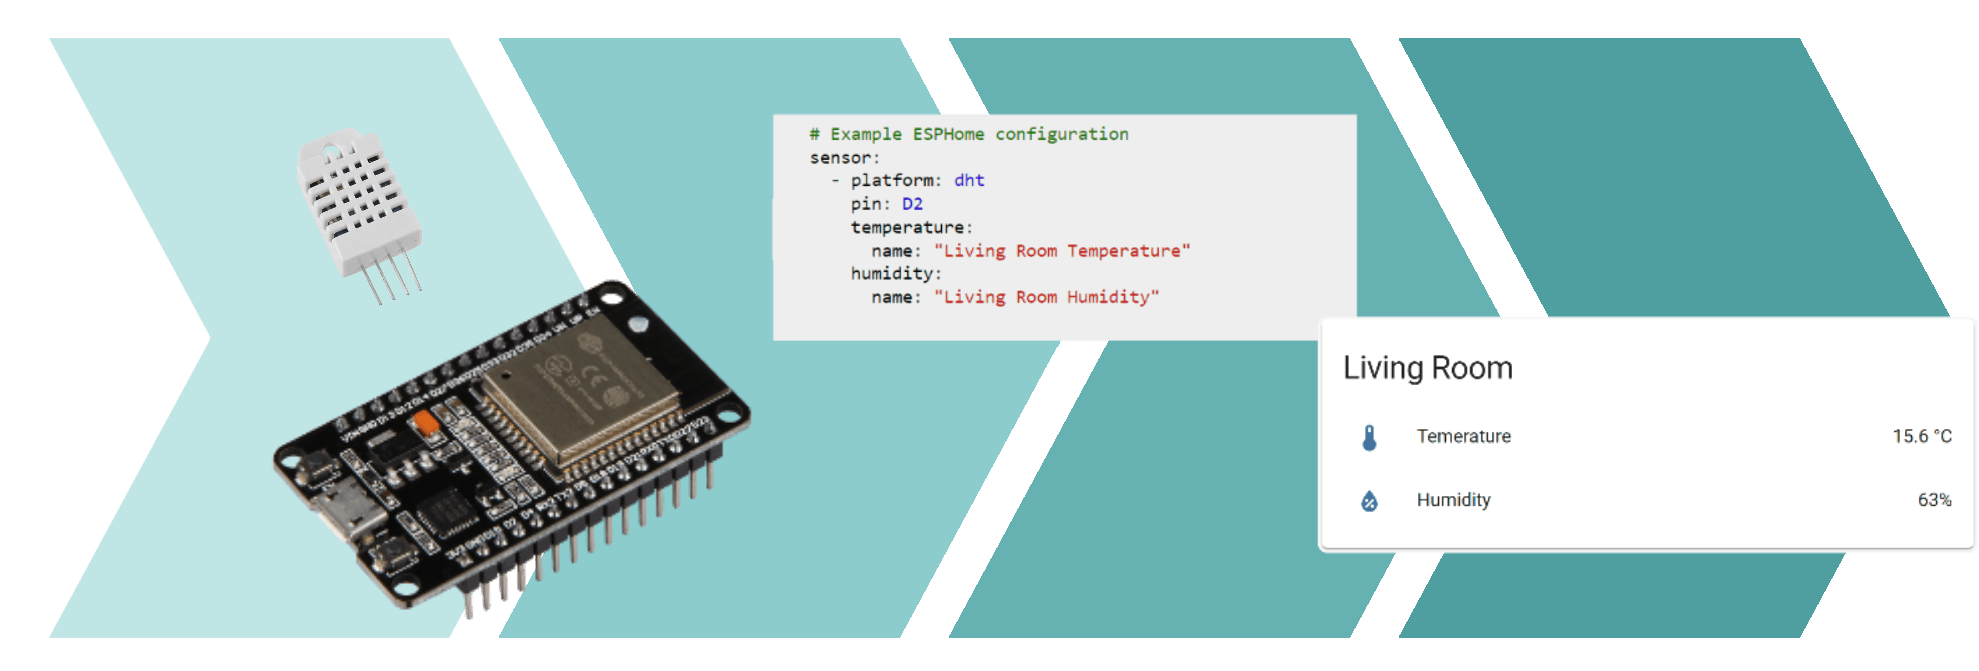 # Example ESPHome configuration
sensor:
  - platform: dht
    pin: D2
    temperature:
      name: "Living Room Temperature"
    humidity:
      name: "Living Room Humidity"
Living Room
Temerature 15.6 °C
Humidity 63%